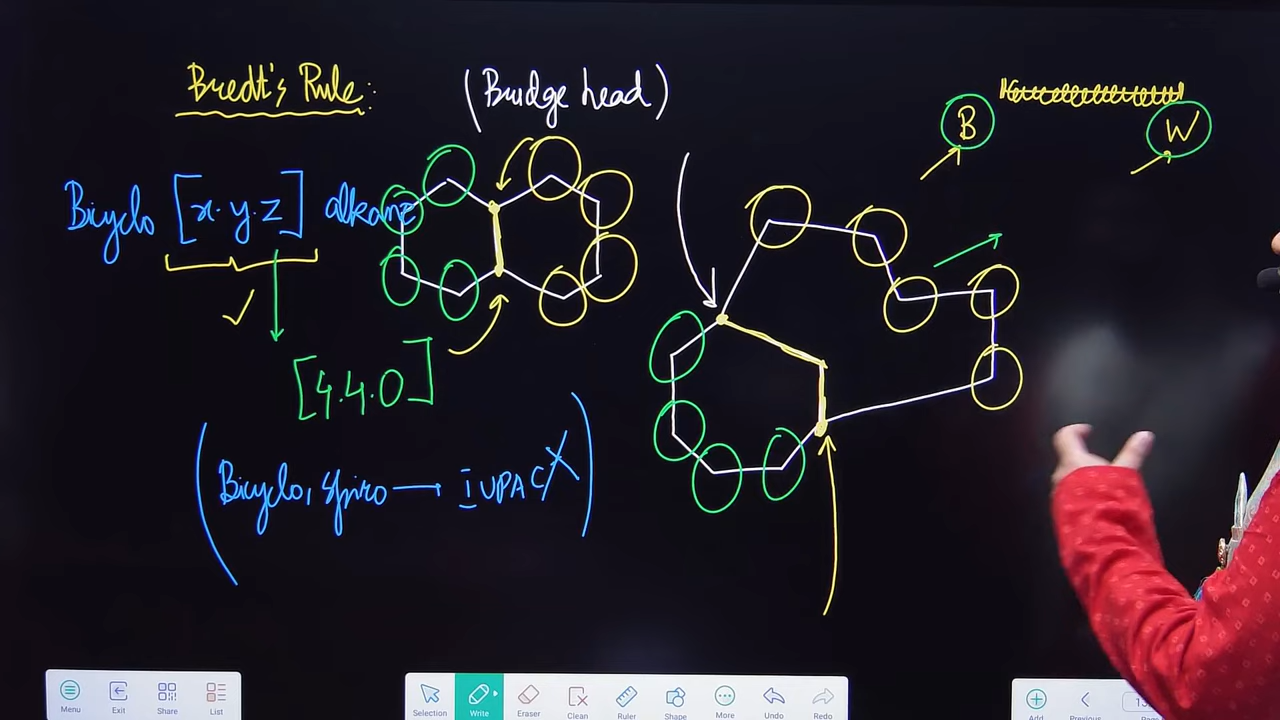 Bredt's Rule:
(Bridge head)
B
W
Bicyclo [x.y.z] alkane
[4.4.0]
(Bicyclo, spiro → IUPAC X)
Menu
Exit
Share
List
Selection
Write
Eraser
Clean
Ruler
Shape
More
Undo
Redo
Add
Previous